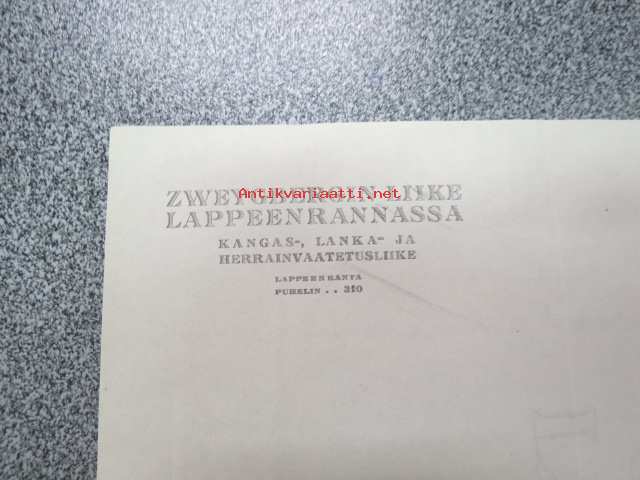 ZWEYGBERGIN LIIKE
Antikvariaatti.net
LAPPEENRANNASSA
KANGAS-, LANKA- JA
HERRAINVAATETUSLIIKE
LAPPEENRANTA
PUHELIN . . 310